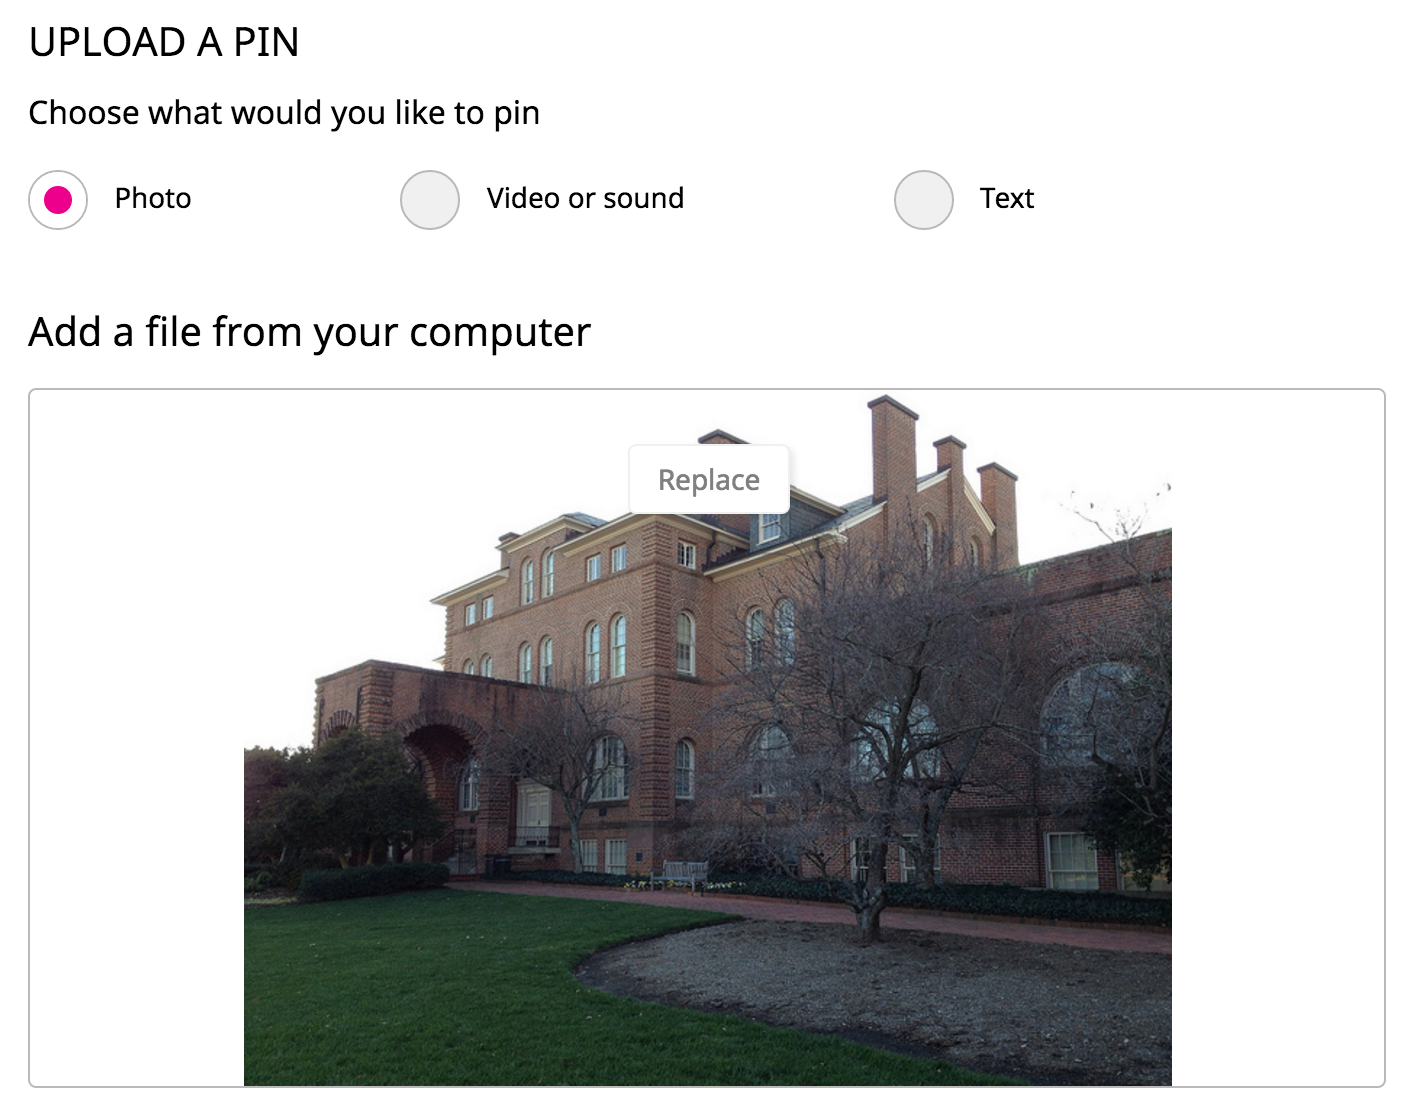 UPLOAD A PIN
Choose what would you like to pin
Photo Video or sound Text
Add a file from your computer
Replace